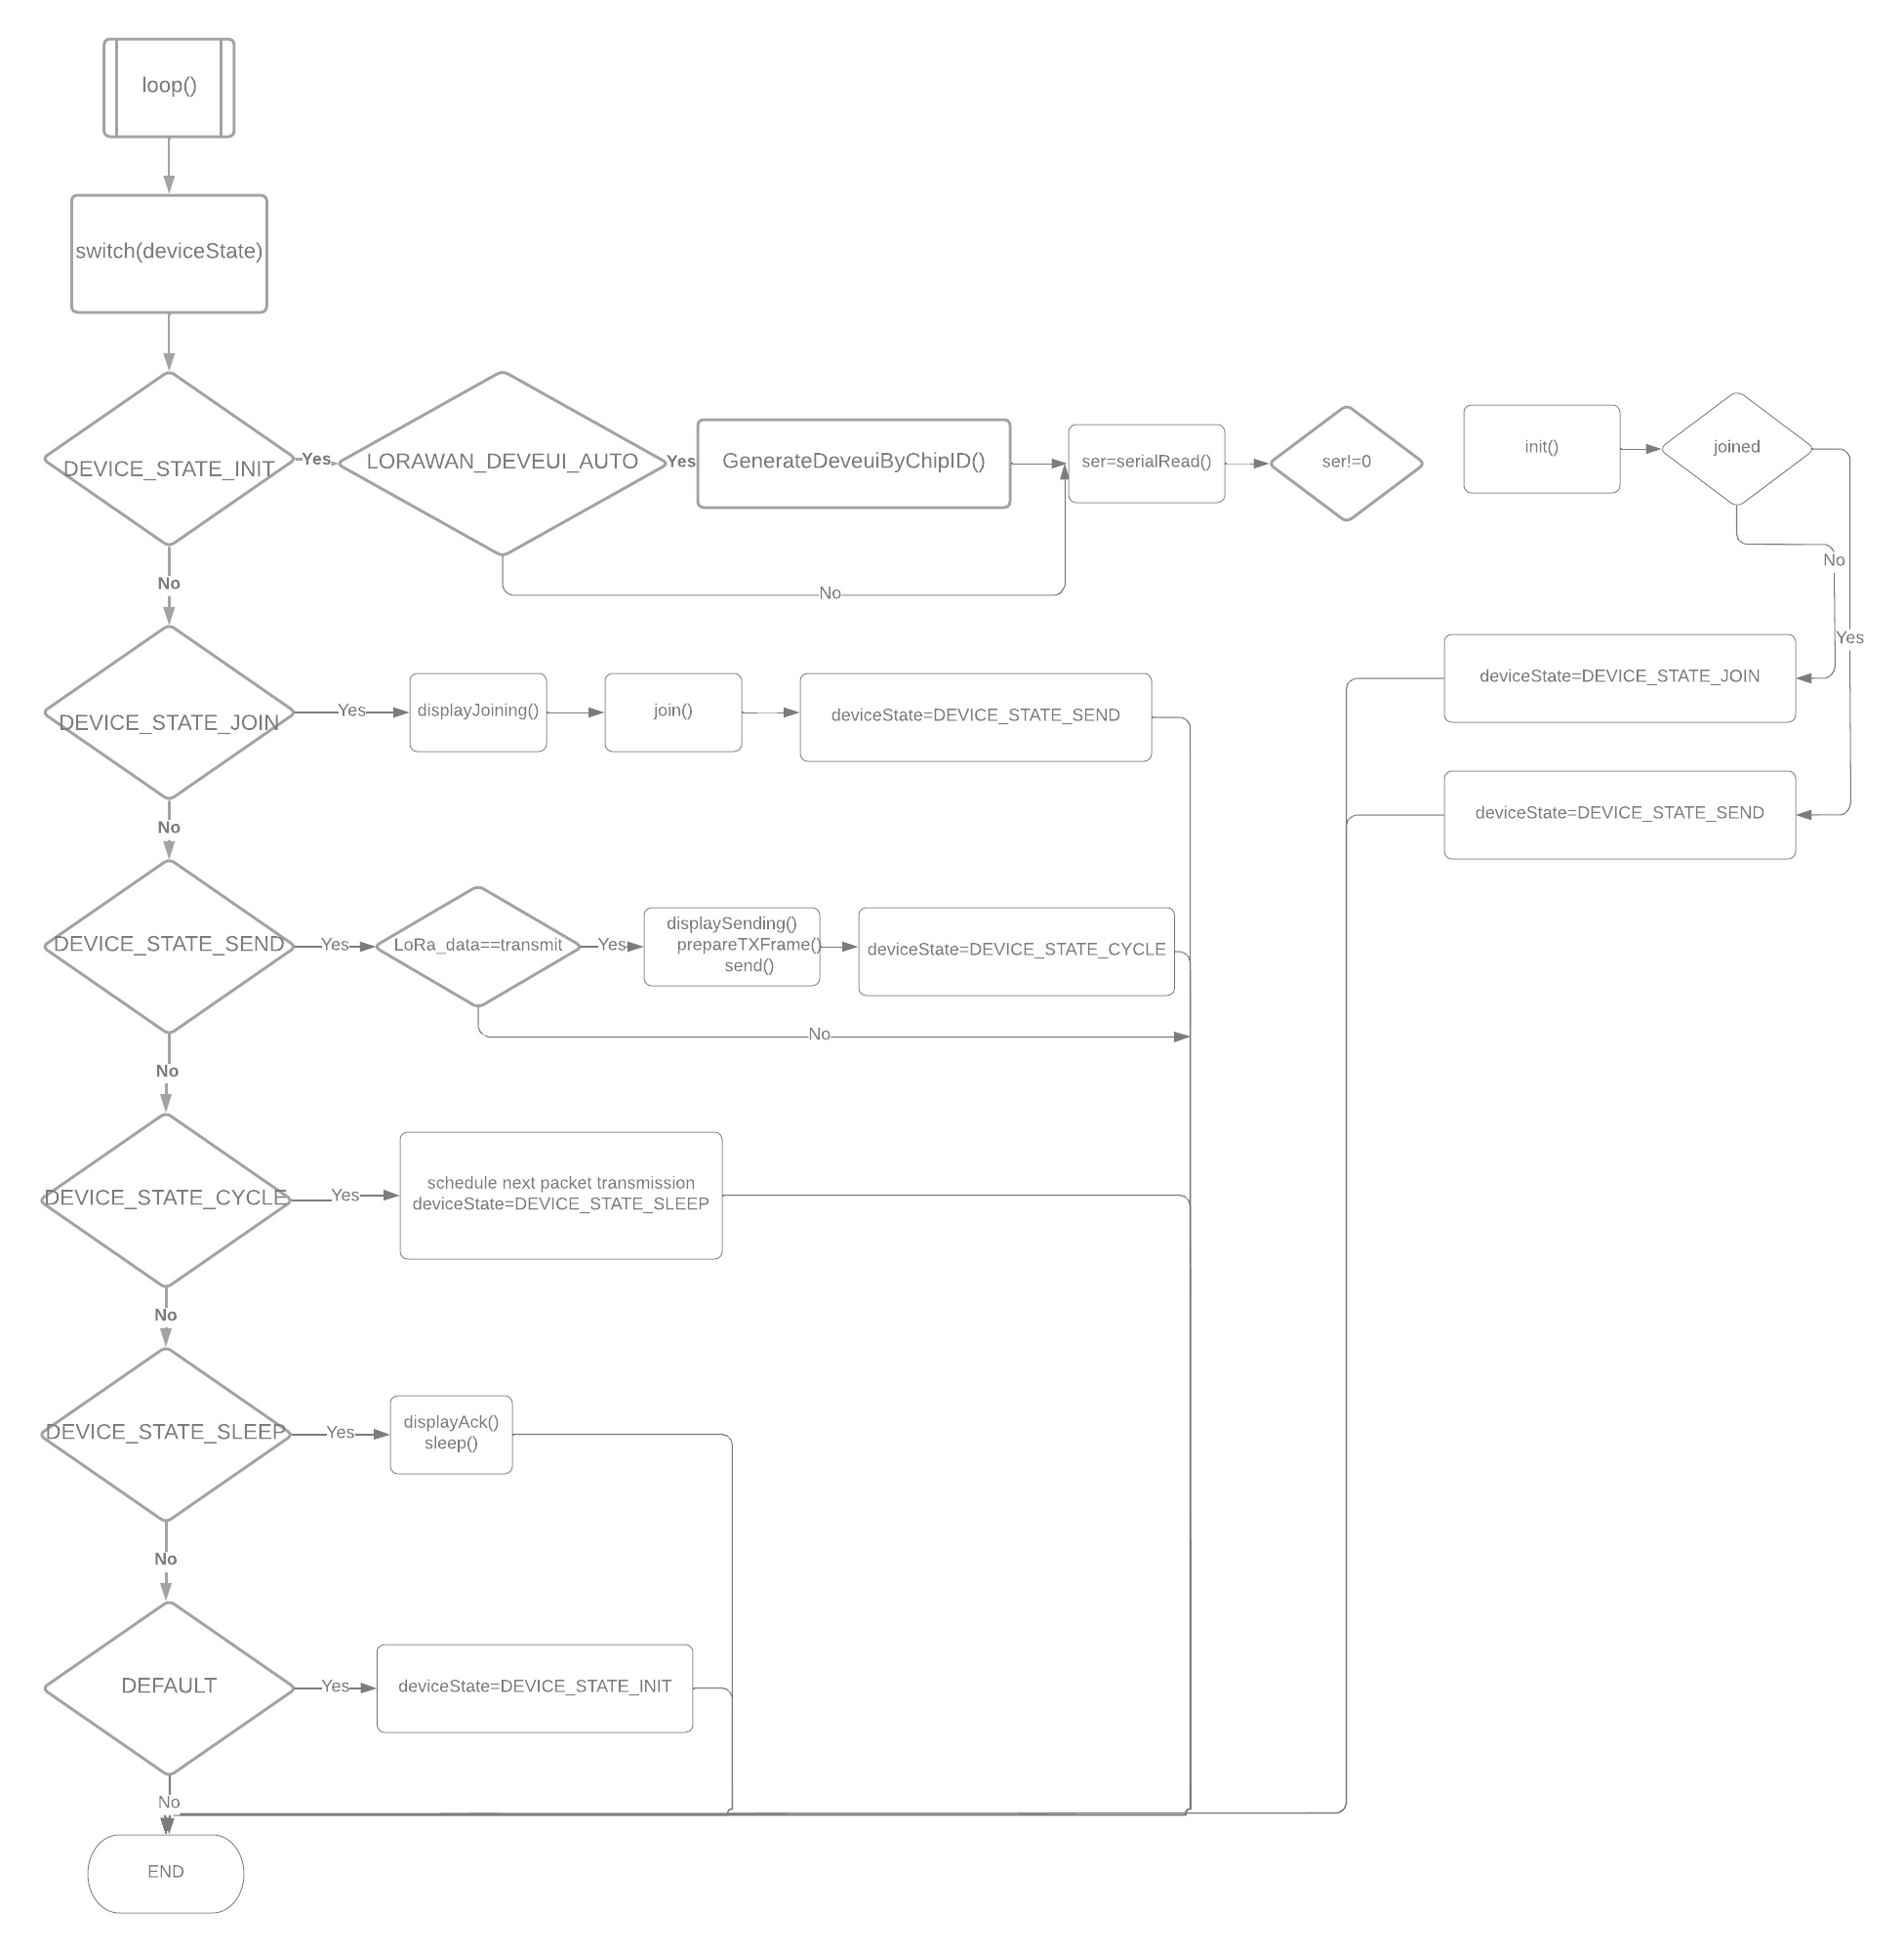 loop()
switch(deviceState)
DEVICE_STATE_INIT
Yes
LORAWAN_DEVEUI_AUTO
Yes
GenerateDeveuiByChipID()
ser=serialRead()
ser!=0
init()
joined
No
No
No
Yes
DEVICE_STATE_JOIN
Yes
displayJoining()
join()
deviceState=DEVICE_STATE_SEND
deviceState=DEVICE_STATE_JOIN
deviceState=DEVICE_STATE_SEND
No
DEVICE_STATE_SEND
Yes
LoRa_data==transmit
Yes
displaySending()
prepareTXFrame()
send()
deviceState=DEVICE_STATE_CYCLE
No
No
DEVICE_STATE_CYCLE
Yes
schedule next packet transmission
deviceState=DEVICE_STATE_SLEEP
No
DEVICE_STATE_SLEEP
Yes
displayAck()
sleep()
No
DEFAULT
Yes
deviceState=DEVICE_STATE_INIT
No
END